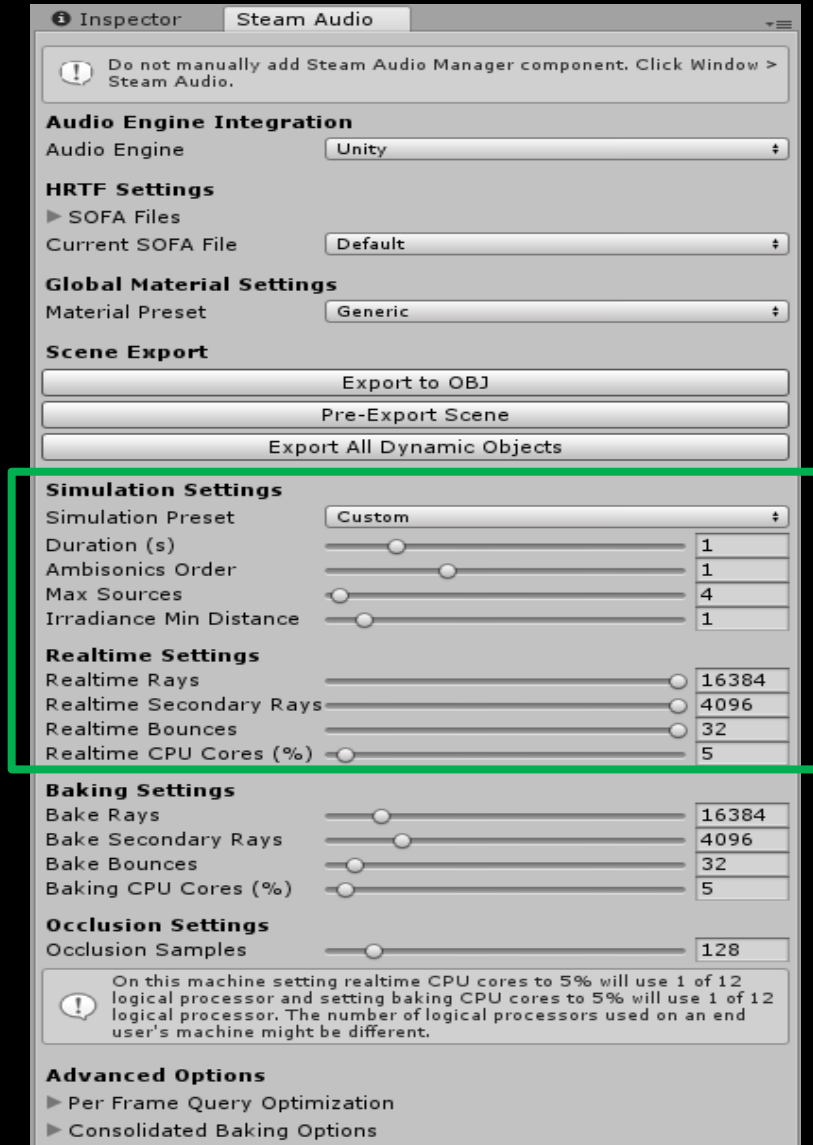 Inspector
Steam Audio
Do not manually add Steam Audio Manager component. Click Window >
Steam Audio.
Audio Engine Integration
Audio Engine Unity
HRTF Settings
SOFA Files
Current SOFA File Default
Global Material Settings
Material Preset Generic
Scene Export
Export to OBJ
Pre-Export Scene
Export All Dynamic Objects
Simulation Settings
Simulation Preset Custom
Duration (s) 1
Ambisonics Order 1
Max Sources 4
Irradiance Min Distance 1
Realtime Settings
Realtime Rays 16384
Realtime Secondary Rays 4096
Realtime Bounces 32
Realtime CPU Cores (%) 5
Baking Settings
Bake Rays 16384
Bake Secondary Rays 4096
Bake Bounces 32
Baking CPU Cores (%) 5
Occlusion Settings
Occlusion Samples 128
On this machine setting realtime CPU cores to 5% will use 1 of 12
logical processor and setting baking CPU cores to 5% will use 1 of 12
logical processor. The number of logical processors used on an end
user's machine might be different.
Advanced Options
Per Frame Query Optimization
Consolidated Baking Options